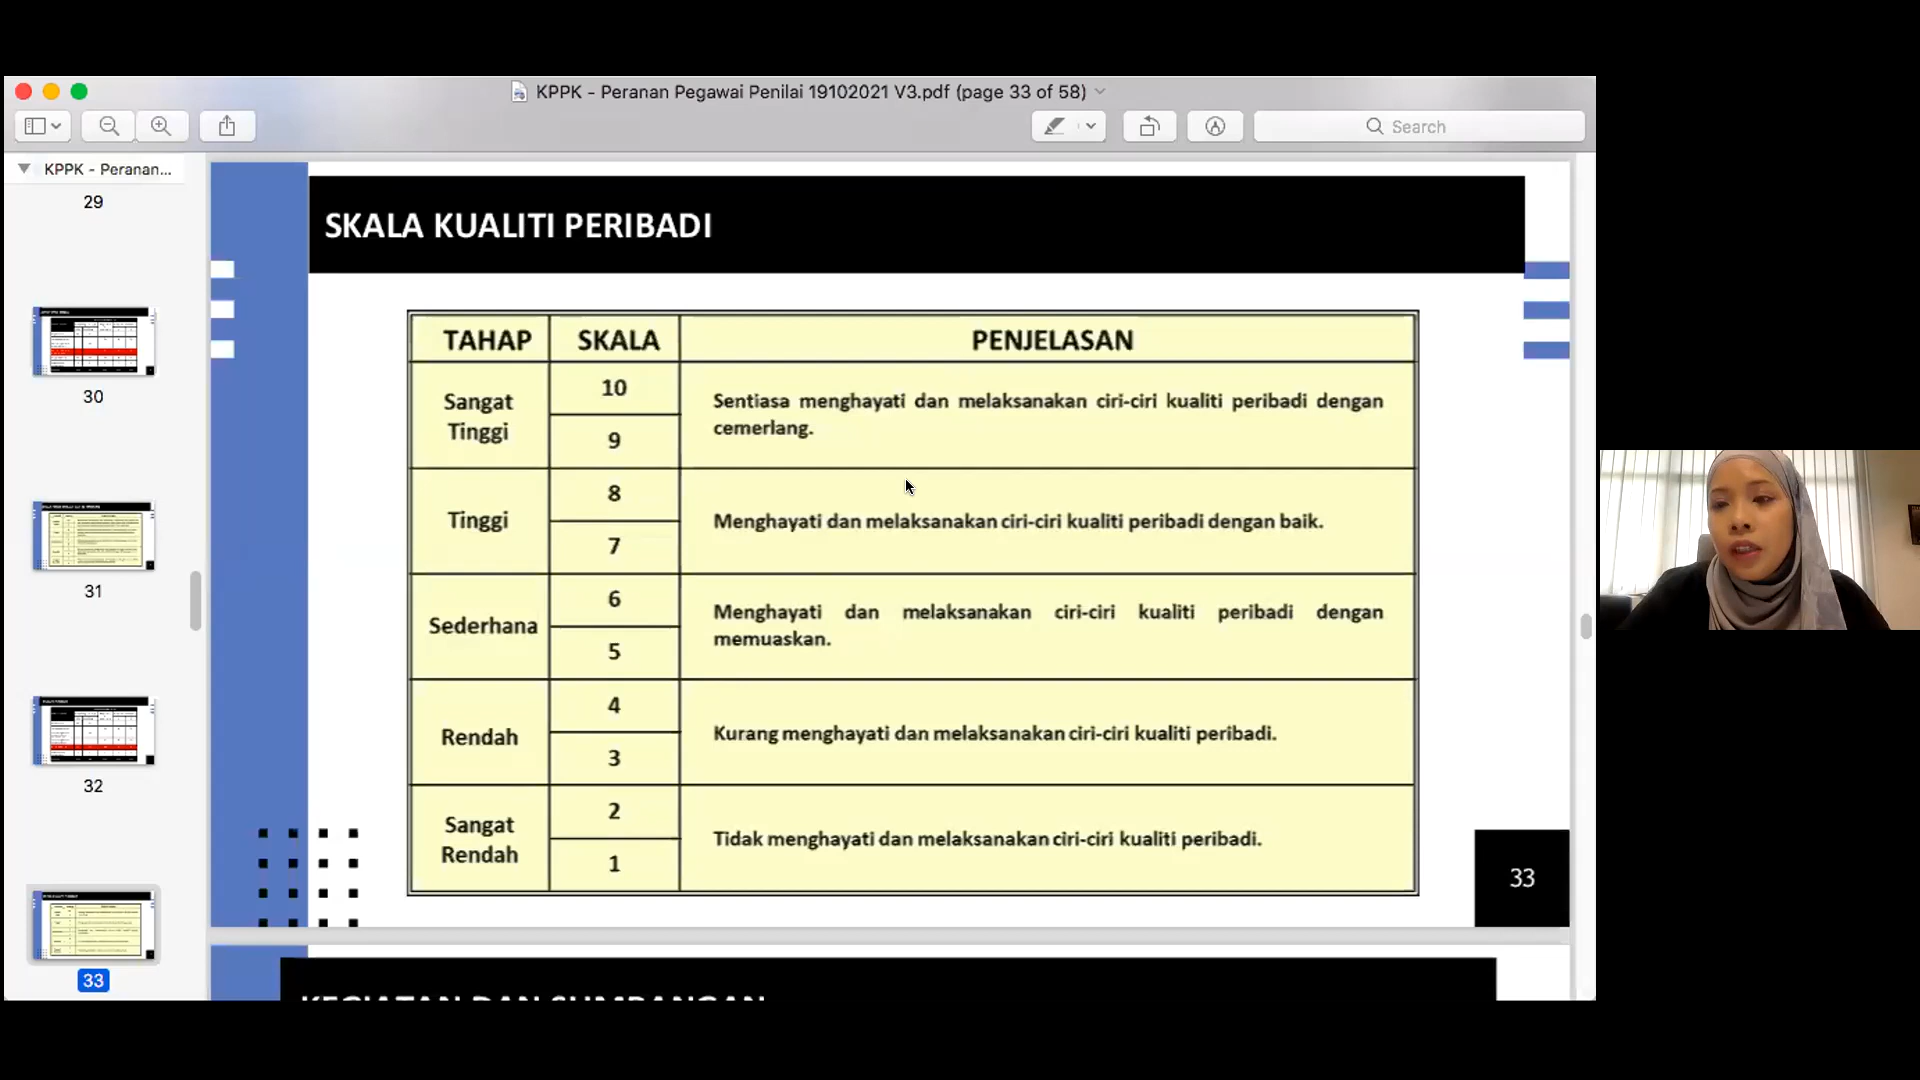 KPPK - Peranan Pegawai Penilai 19102021 V3.pdf (page 33 of 58)
Search
KPPK - Peranan...
29
30
31
32
33
SKALA KUALITI PERIBADI
TAHAP SKALA PENJELASAN
Sangat Tinggi
10
9
Sentiasa menghayati dan melaksanakan ciri-ciri kualiti peribadi dengan
cemerlang.
Tinggi
8
7
Menghayati dan melaksanakan ciri-ciri kualiti peribadi dengan baik.
Sederhana
6
5
Menghayati dan melaksanakan ciri-ciri kualiti peribadi dengan
memuaskan.
Rendah
4
3
Kurang menghayati dan melaksanakan ciri-ciri kualiti peribadi.
Sangat Rendah
2
1
Tidak menghayati dan melaksanakan ciri-ciri kualiti peribadi.
33
KEGIATAN DAN SUMBANGAN